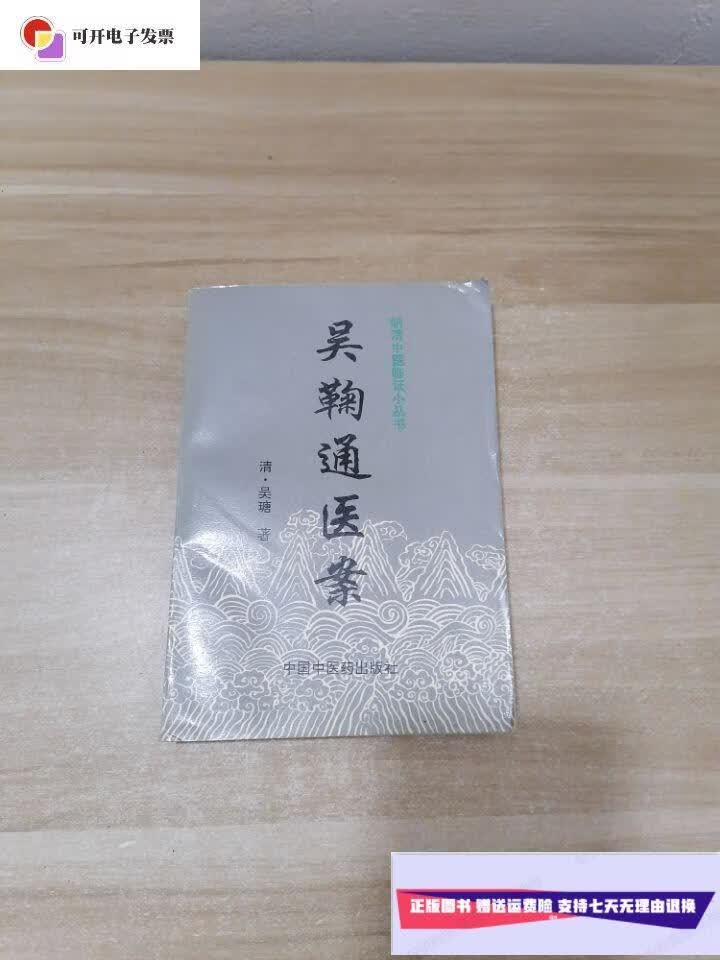 可开电子发票
明清中医临证小丛书
吴鞠通医案
清·吴瑭 著
中国中医药出版社
正版图书 赠送运费险 支持七天无理由退换